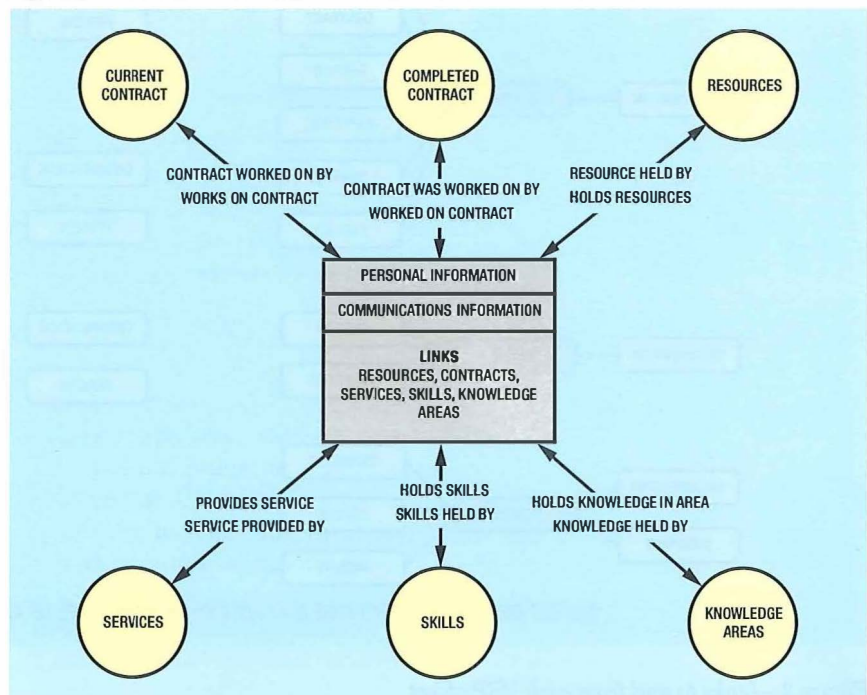 CURRENT
CONTRACT
COMPLETED
CONTRACT
RESOURCES
CONTRACT WORKED ON BY
WORKS ON CONTRACT
CONTRACT WAS WORKED ON BY
WORKED ON CONTRACT
RESOURCE HELD BY
HOLDS RESOURCES
PERSONAL INFORMATION
COMMUNICATIONS INFORMATION
LINKS
RESOURCES, CONTRACTS,
SERVICES, SKILLS, KNOWLEDGE
AREAS
PROVIDES SERVICE
SERVICE PROVIDED BY
HOLDS SKILLS
SKILLS HELD BY
HOLDS KNOWLEDGE IN AREA
KNOWLEDGE HELD BY
SERVICES
SKILLS
KNOWLEDGE
AREAS